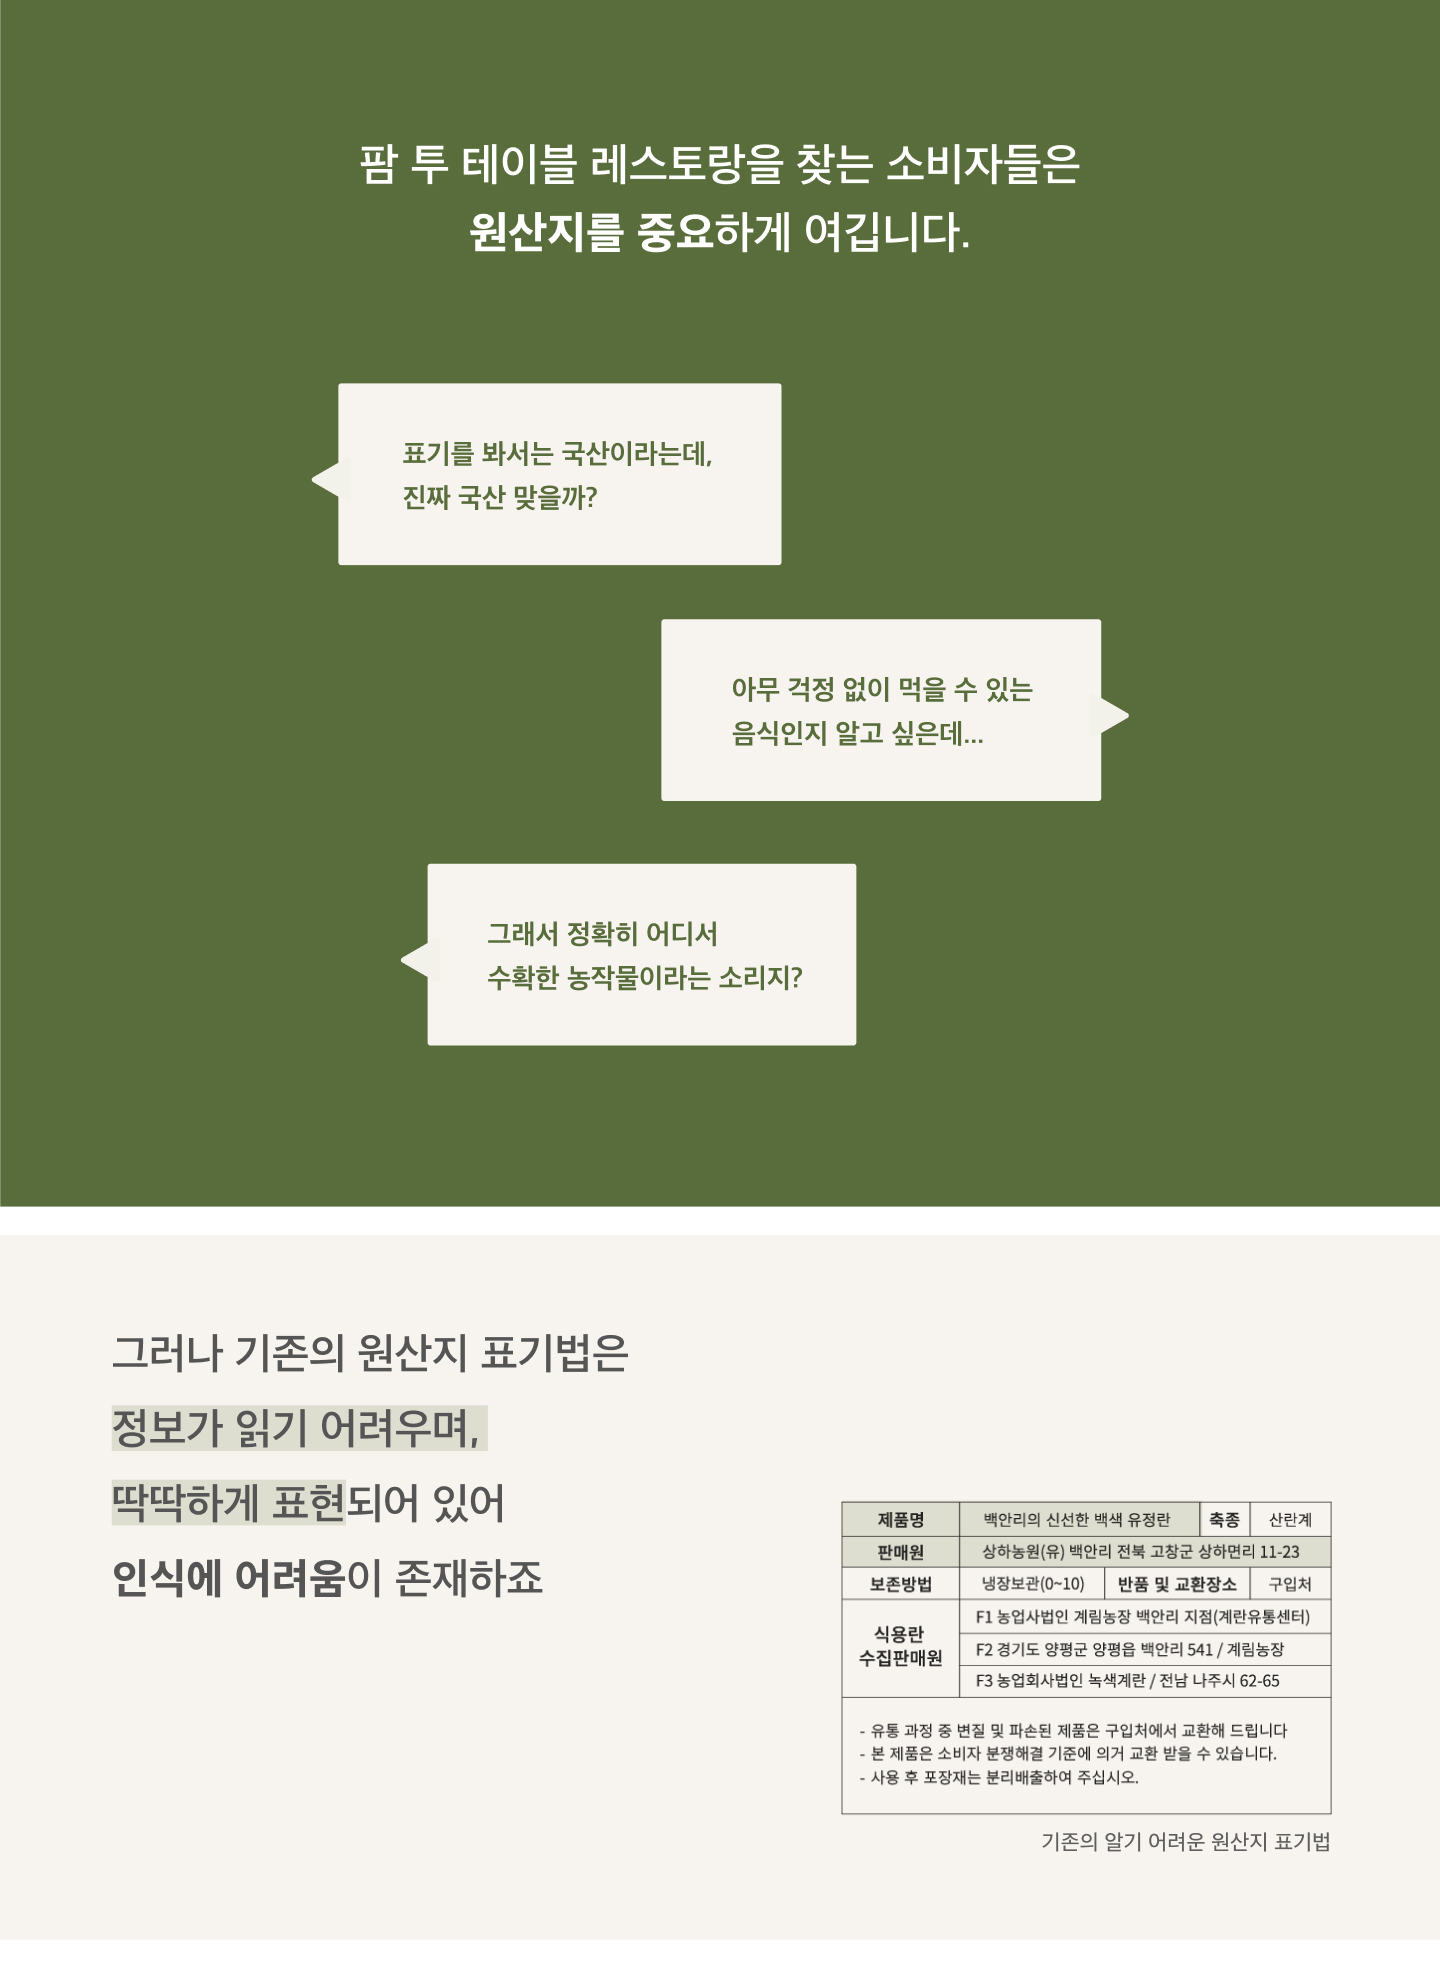 팜 투 테이블 레스토랑을 찾는 소비자들은
원산지를 중요하게 여깁니다.
표기를 봐서는 국산이라는데,
진짜 국산 맞을까?
아무 걱정 없이 먹을 수 있는
음식인지 알고 싶은데...
그래서 정확히 어디서
수확한 농작물이라는 소리지?
그러나 기존의 원산지 표기법은
정보가 읽기 어려우며,
딱딱하게 표현되어 있어
인식에 어려움이 존재하죠
제품명 백안리의 신선한 백색 유정란 축종 산란계
판매원 상하농원(유) 백안리 전북 고창군 상하면리 11-23
보존방법 냉장보관(0~10) 반품 및 교환장소 구입처
식용란
수집판매원
F1 농업사법인 계림농장 백안리 지점(계란유통센터)
F2 경기도 양평군 양평읍 백안리 541 / 계림농장
F3 농업회사법인 녹색계란 / 전남 나주시 62-65
- 유통 과정 중 변질 및 파손된 제품은 구입처에서 교환해 드립니다
- 본 제품은 소비자 분쟁해결 기준에 의거 교환 받을 수 있습니다.
- 사용 후 포장재는 분리배출하여 주십시오.
기존의 알기 어려운 원산지 표기법